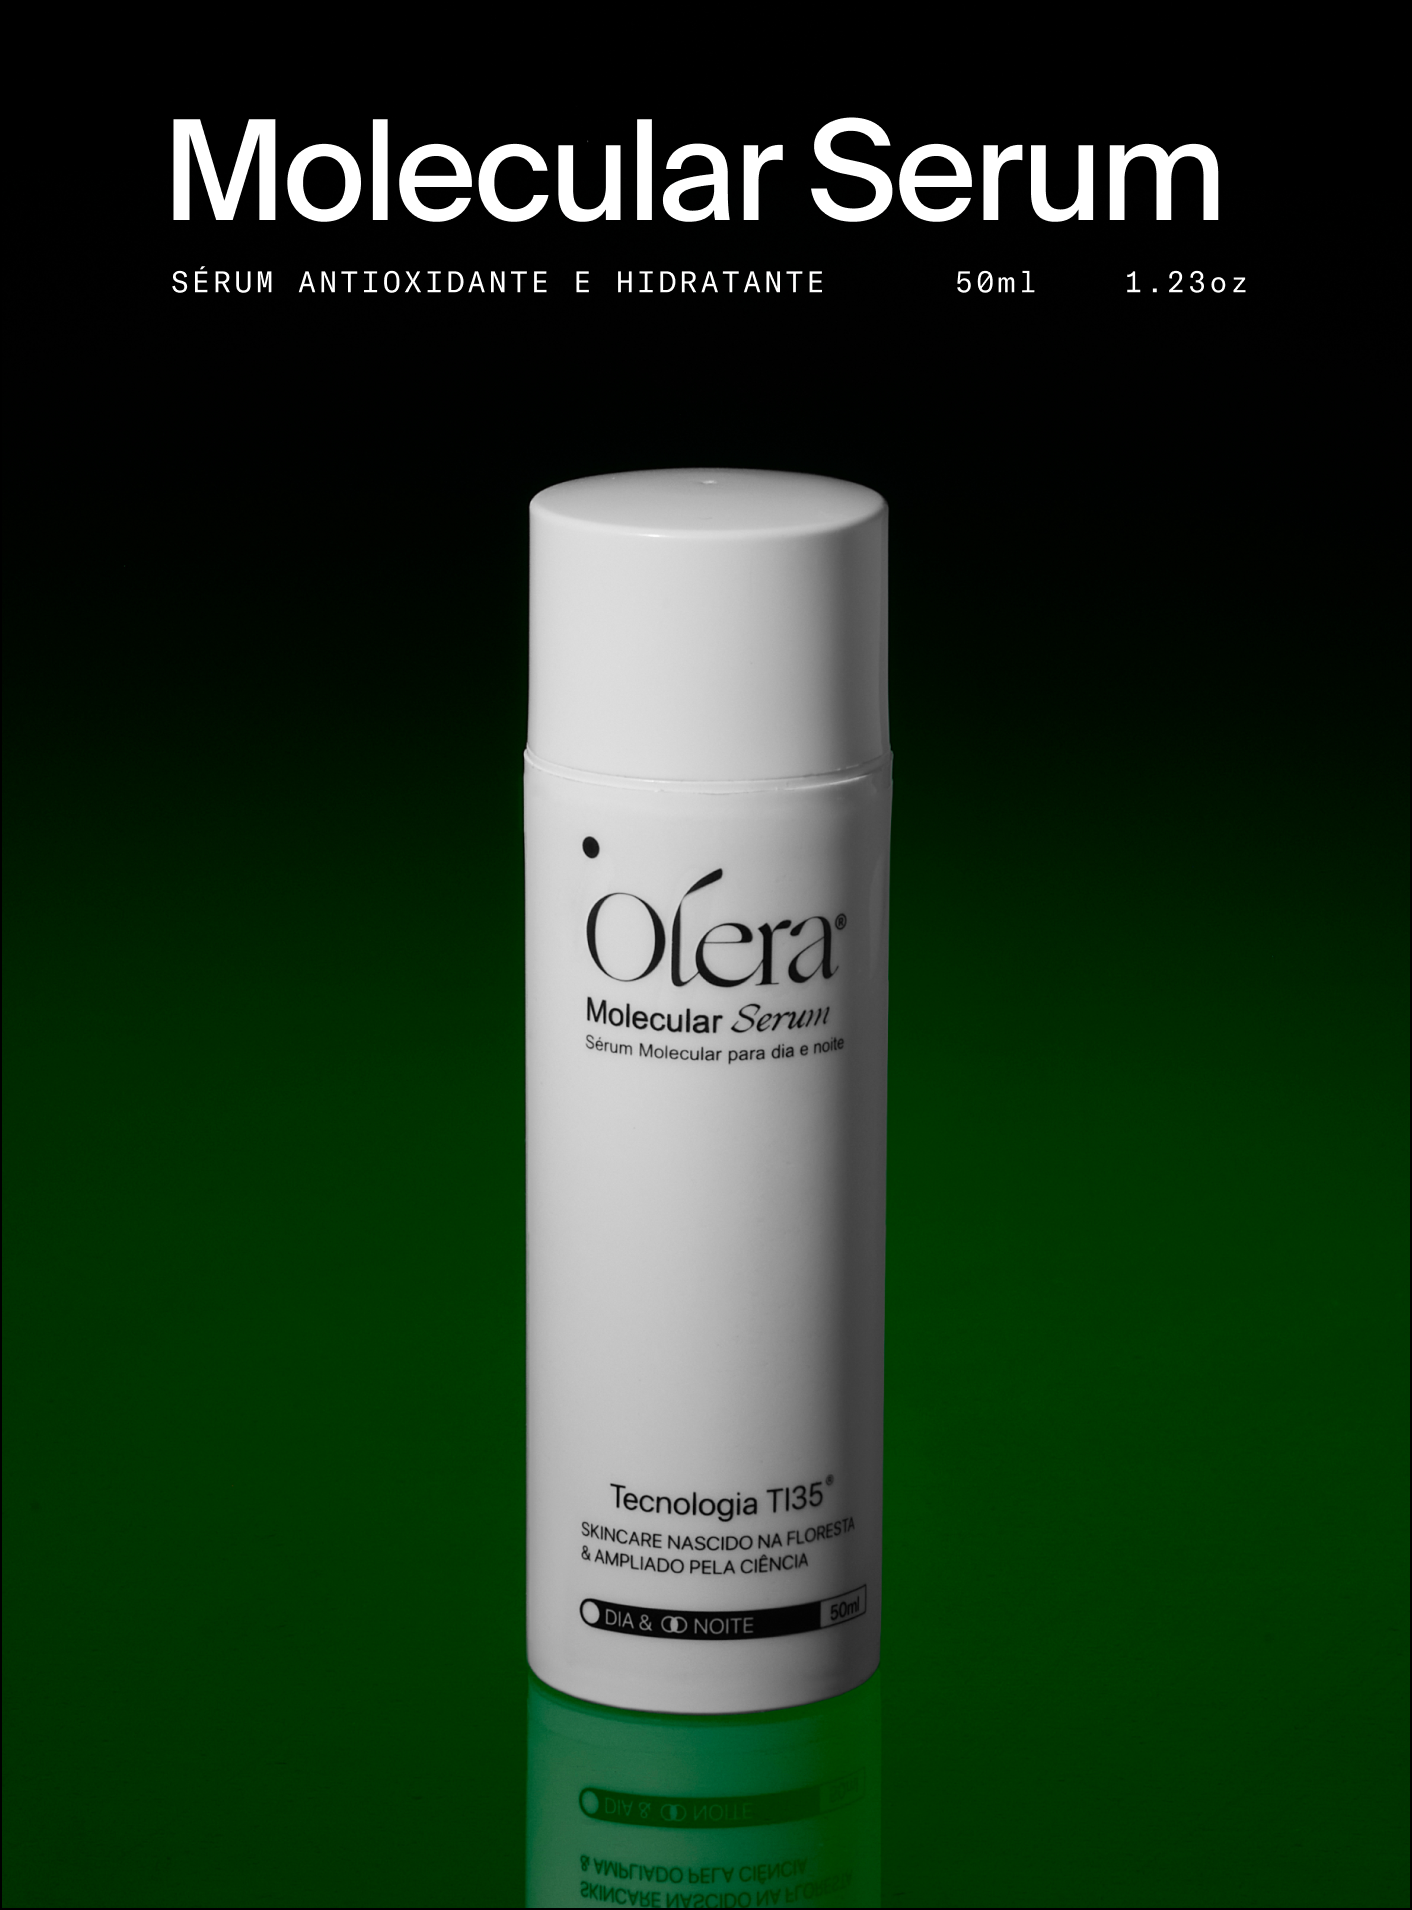 Molecular Serum
SÉRUM ANTIOXIDANTE E HIDRATANTE 50ml 1.23oz
Olera®
Molecular Serum
Sérum Molecular para dia e noite
Tecnologia TI35®
SKINCARE NASCIDO NA FLORESTA
& AMPLIADO PELA CIÊNCIA
DIA & NOITE 50ml